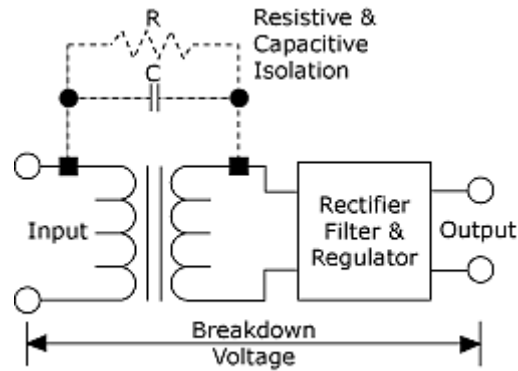 R
Resistive &
Capacitive
Isolation
C
Input
Rectifier
Filter &
Regulator
Output
Breakdown
Voltage